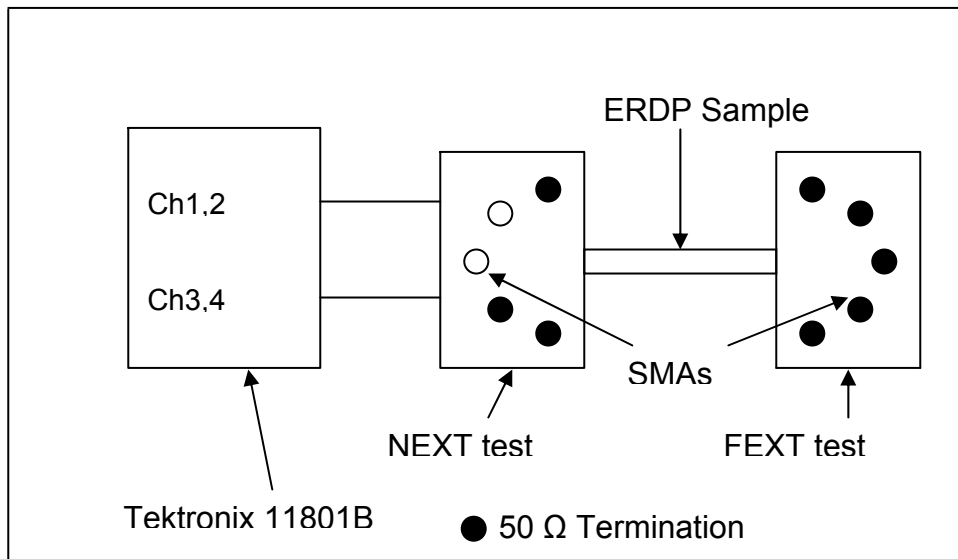 ERDP Sample
Ch1,2
Ch3,4
SMAs
NEXT test
FEXT test
Tektronix 11801B
50 Ω Termination